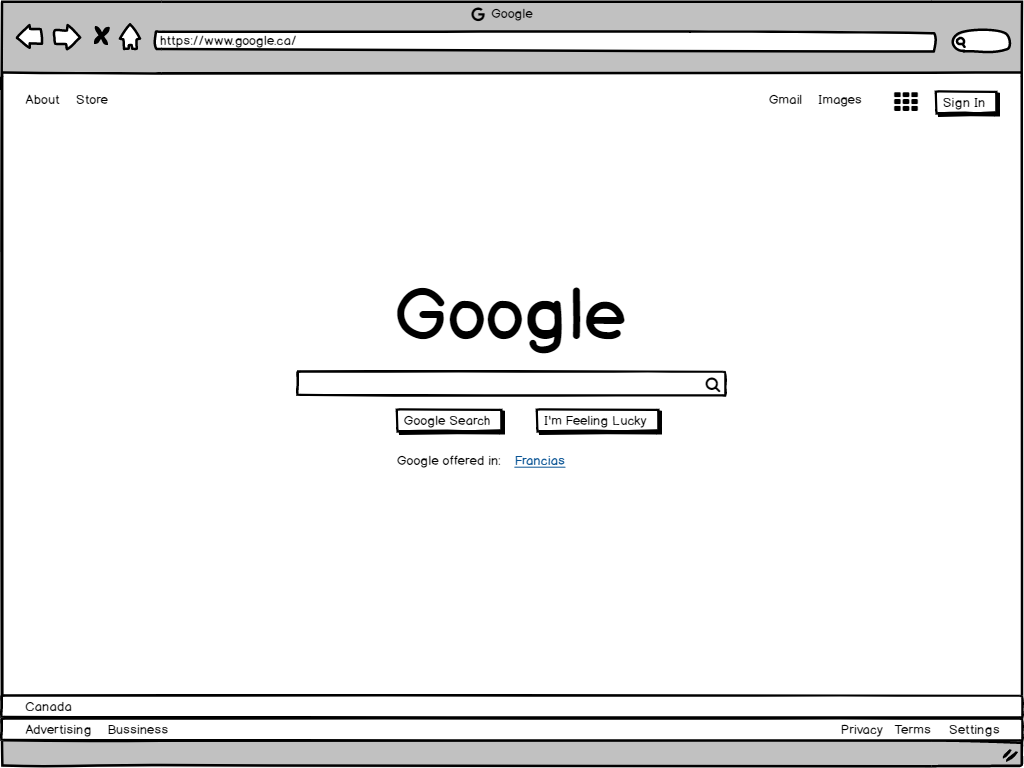 Google
https://www.google.ca/
About Store Gmail Images Sign In
Google
Google Search I'm Feeling Lucky
Google offered in: Francias
Canada
Advertising Bussiness Privacy Terms Settings